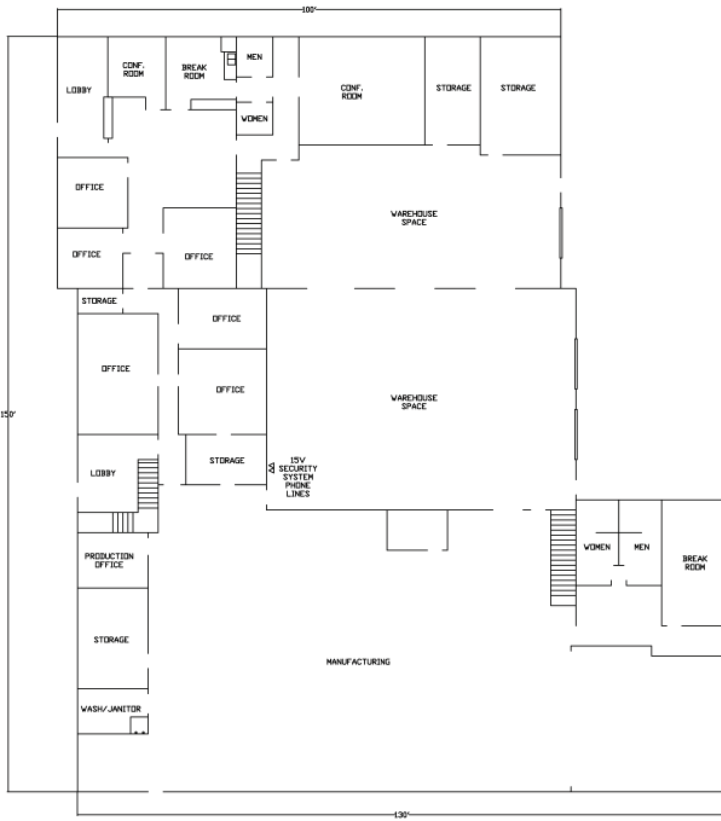 100'
MEN
CONF.
ROOM
BREAK
ROOM
LOBBY
CONF.
ROOM
STORAGE
STORAGE
WOMEN
OFFICE
WAREHOUSE
SPACE
OFFICE
OFFICE
STORAGE
OFFICE
OFFICE
OFFICE
WAREHOUSE
SPACE
150'
STORAGE
LOBBY
15V
SECURITY
SYSTEM
PHONE
LINES
WOMEN
MEN
BREAK
ROOM
PRODUCTION
OFFICE
STORAGE
MANUFACTURING
WASH/JANITOR
130'